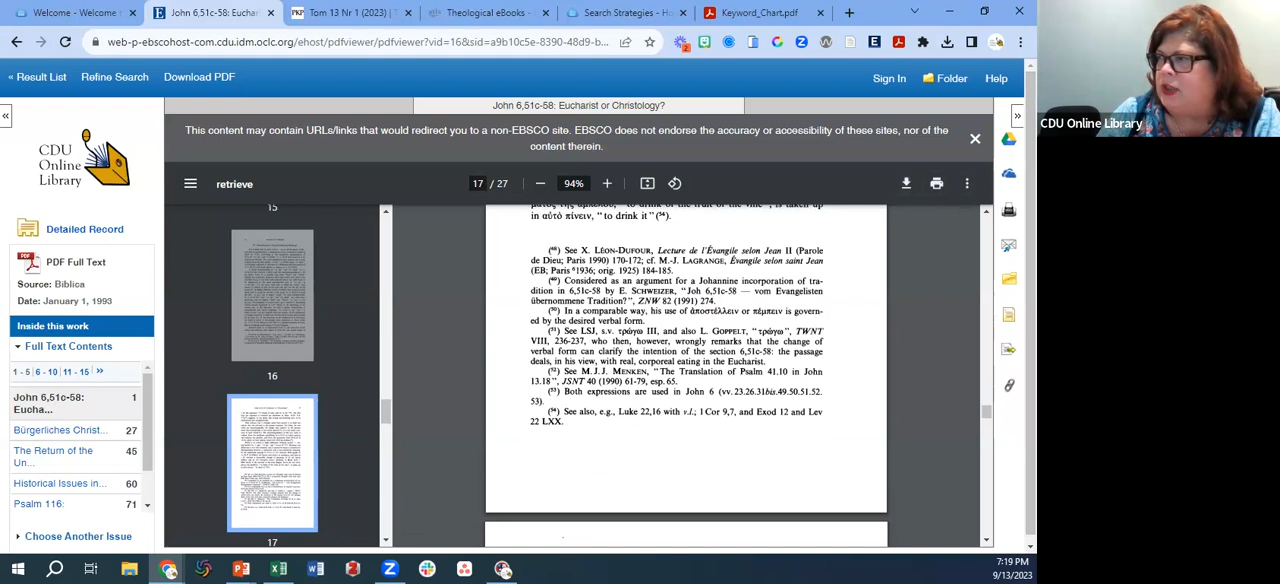 Welcome - Welcome
John 6,51c-58: Euchar
Tom 13 Nr 1 (2023) | T
Theological eBooks -
Search Strategies - Ho
Keyword_Chart.pdf
web-p-ebscohost-com.cdu.idm.oclc.org/ehost/pdfviewer/pdfviewer?vid=16&sid=a9b10c5e-8390-48d9-b...
« Result List Refine Search Download PDF
Sign In Folder Help
John 6,51c-58: Eucharist or Christology?
This content may contain URLs/links that would redirect you to a non-EBSCO site. EBSCO does not endorse the accuracy or accessibility of these sites, nor of the
content therein.
retrieve
17 / 27
94%
CDU
Online
Library
Detailed Record
PDF Full Text
Source: Biblica
Date: January 1, 1993
Inside this work
Full Text Contents
1 - 5 6 - 10 11 - 15 »
John 6,51c-58: 1
Eucha...
Bürgerliches Christ... 27
The Return of the 45
Un...
Historical Issues in... 60
Psalm 116: 71
Choose Another Issue
15
16
17
in αὐτὸ πίνειν, “to drink it”(⁵⁴).
(⁴⁸) See X. LÉON-DUFOUR, Lecture de l'Évangile selon Jean II (Parole
de Dieu; Paris 1990) 170-172; cf. M.-J. LAGRANGE, Évangile selon saint Jean
(EB; Paris ⁶1936; orig. 1925) 184-185.
(⁴⁹) Considered as an argument for a Johannine incorporation of tra-
dition in 6,51c-58 by E. SCHWEIZER, “Joh 6,51c-58 — vom Evangelisten
übernommene Tradition?”, ZNW 82 (1991) 274.
(⁵⁰) In a comparable way, his use of ἀποστέλλειν or πέμπειν is govern-
ed by the desired verbal form.
(⁵¹) See LSJ, s.v. τρώγω III, and also L. GOPPELT, “τρώγω”, TWNT
VIII, 236-237, who then, however, wrongly remarks that the change of
verbal form can clarify the intention of the section 6,51c-58: the passage
deals, in his view, with real, corporeal eating in the Eucharist.
(⁵²) See M.J.J. MENKEN, “The Translation of Psalm 41.10 in John
13.18”, JSNT 40 (1990) 61-79, esp. 65.
(⁵³) Both expressions are used in John 6 (vv. 23.26.31bis.49.50.51.52.
53).
(⁵⁴) See also, e.g., Luke 22,16 with v.l.; 1 Cor 9,7, and Exod 12 and Lev
22 LXX.
CDU Online Library
7:19 PM
9/13/2023